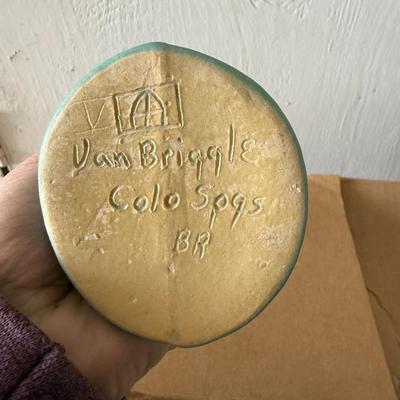 V
Van Briggle
Colo Spgs
BR